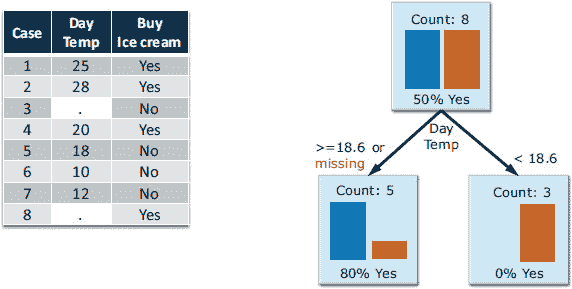 Case Day Temp Buy Ice cream
1 25 Yes
2 28 Yes
3 . No
4 20 Yes
5 18 No
6 10 No
7 12 No
8 . Yes
Count: 8
50% Yes
Day
Temp
>=18.6 or
missing
< 18.6
Count: 5
80% Yes
Count: 3
0% Yes